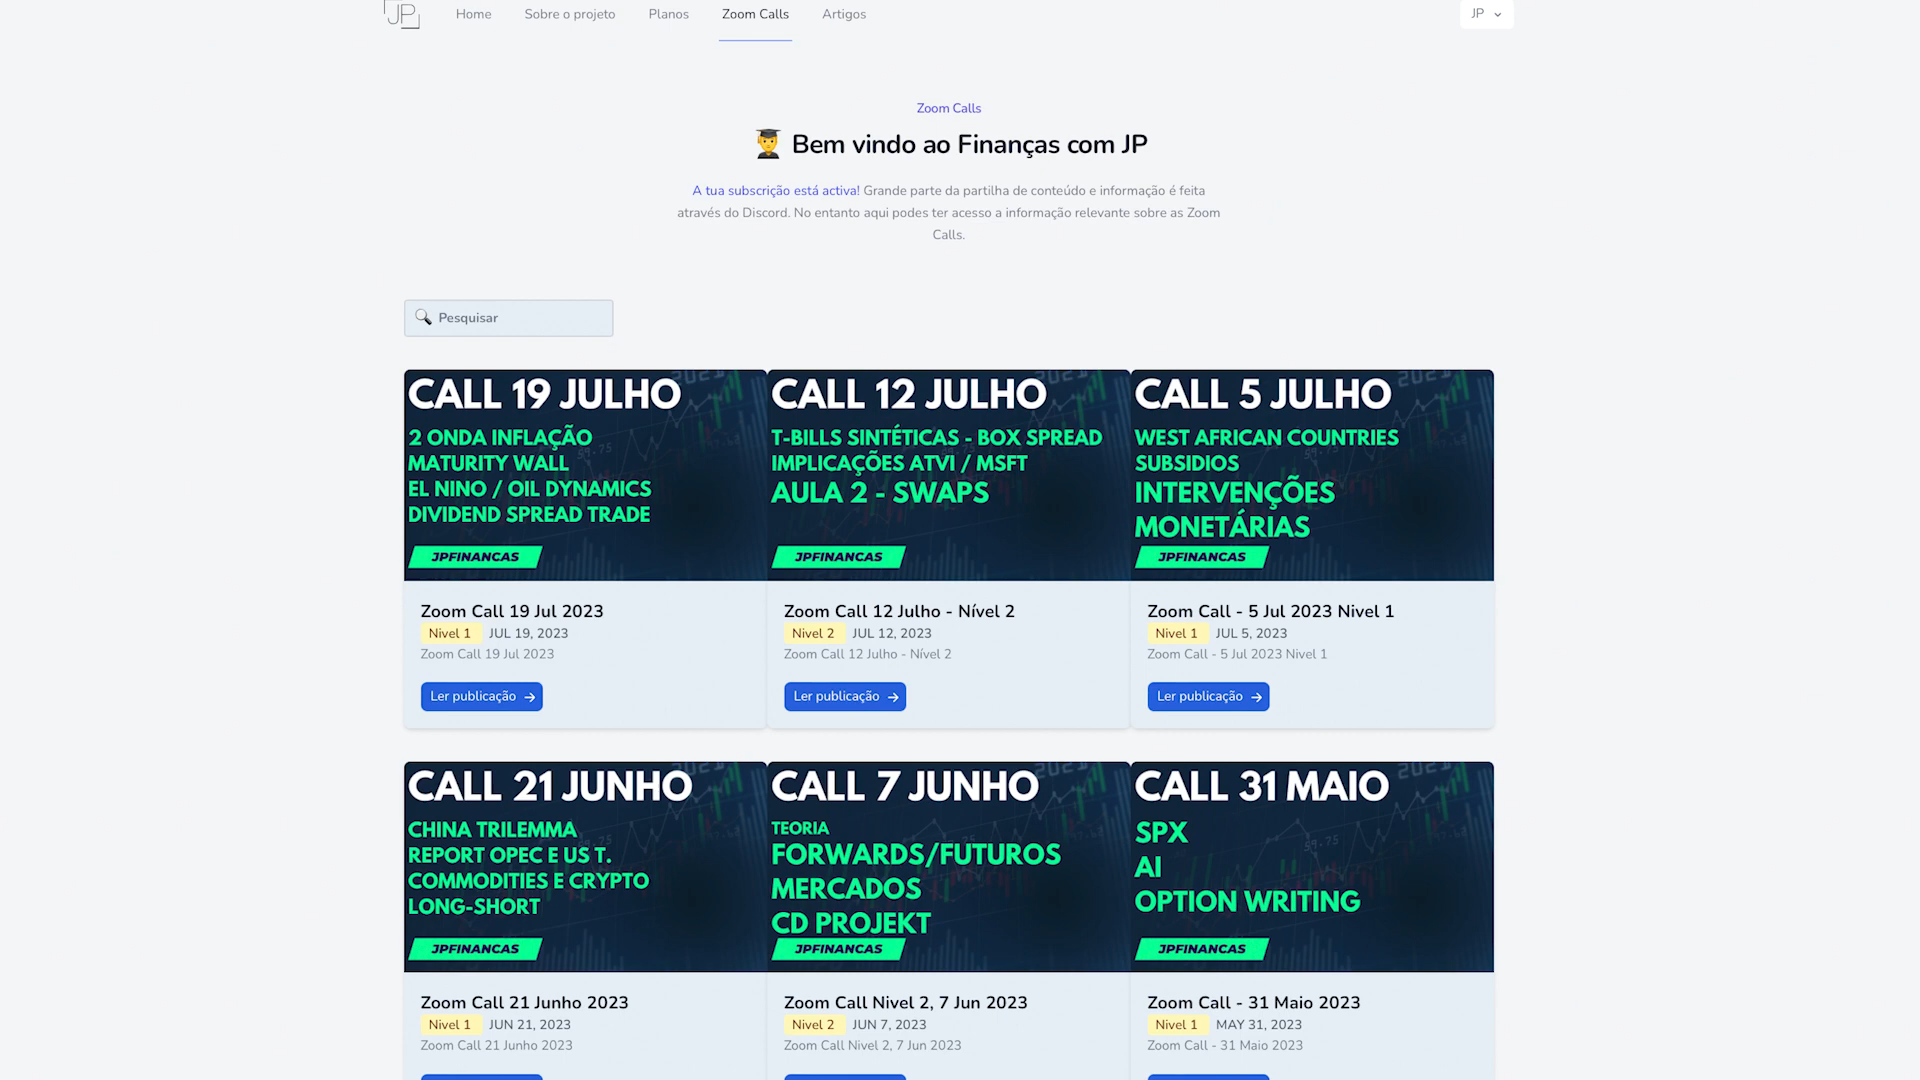 JP
Home
Sobre o projeto
Planos
Zoom Calls
Artigos
JP
Zoom Calls
Bem vindo ao Finanças com JP
A tua subscrição está activa! Grande parte da partilha de conteúdo e informação é feita
através do Discord. No entanto aqui podes ter acesso a informação relevante sobre as Zoom
Calls.
Pesquisar
CALL 19 JULHO
2 ONDA INFLAÇÃO
MATURITY WALL
EL NINO / OIL DYNAMICS
DIVIDEND SPREAD TRADE
JPFINANCAS
Zoom Call 19 Jul 2023
Nivel 1 JUL 19, 2023
Zoom Call 19 Jul 2023
Ler publicação
CALL 12 JULHO
T-BILLS SINTÉTICAS - BOX SPREAD
IMPLICAÇÕES ATVI / MSFT
AULA 2 - SWAPS
JPFINANCAS
Zoom Call 12 Julho - Nível 2
Nivel 2 JUL 12, 2023
Zoom Call 12 Julho - Nível 2
Ler publicação
CALL 5 JULHO
WEST AFRICAN COUNTRIES
SUBSIDIOS
INTERVENÇÕES
MONETÁRIAS
JPFINANCAS
Zoom Call - 5 Jul 2023 Nivel 1
Nivel 1 JUL 5, 2023
Zoom Call - 5 Jul 2023 Nivel 1
Ler publicação
CALL 21 JUNHO
CHINA TRILEMMA
REPORT OPEC E US T.
COMMODITIES E CRYPTO
LONG-SHORT
JPFINANCAS
Zoom Call 21 Junho 2023
Nivel 1 JUN 21, 2023
Zoom Call 21 Junho 2023
CALL 7 JUNHO
TEORIA
FORWARDS/FUTUROS
MERCADOS
CD PROJEKT
JPFINANCAS
Zoom Call Nivel 2, 7 Jun 2023
Nivel 2 JUN 7, 2023
Zoom Call Nivel 2, 7 Jun 2023
CALL 31 MAIO
SPX
AI
OPTION WRITING
JPFINANCAS
Zoom Call - 31 Maio 2023
Nivel 1 MAY 31, 2023
Zoom Call - 31 Maio 2023